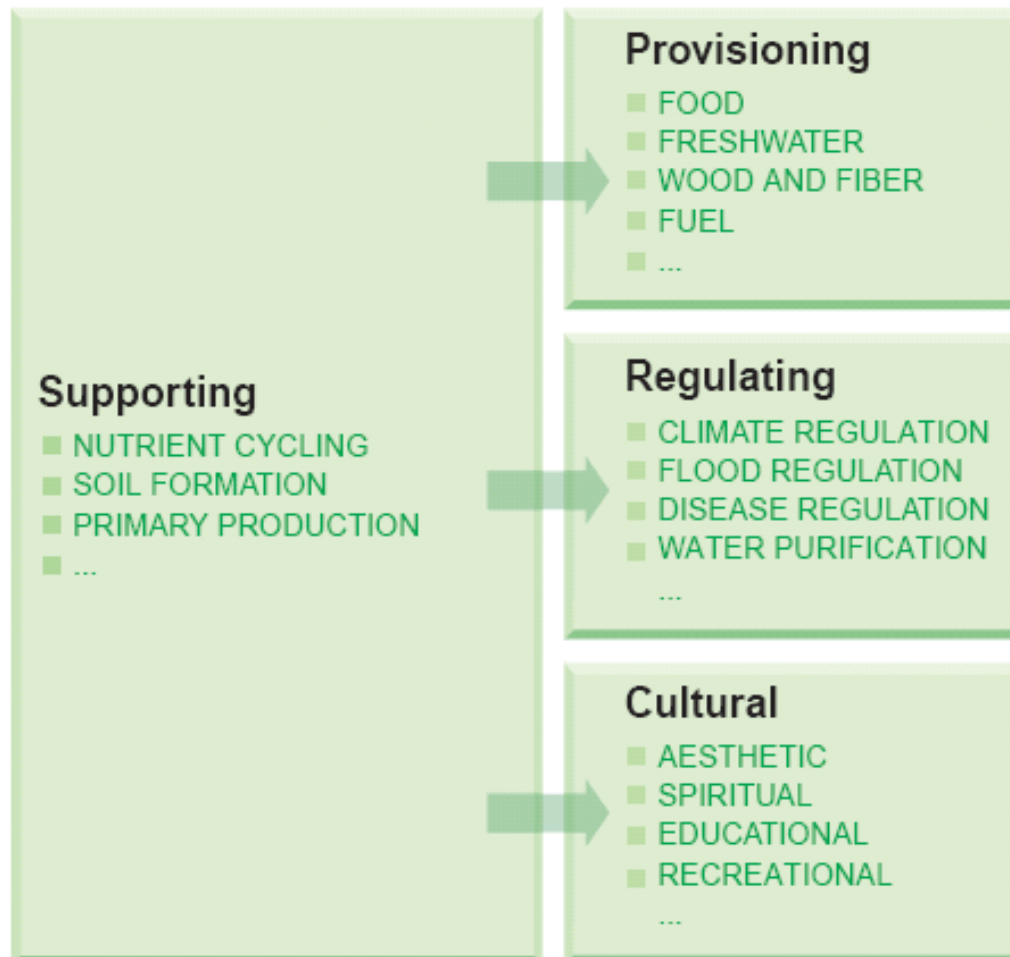 Supporting
NUTRIENT CYCLING
SOIL FORMATION
PRIMARY PRODUCTION
...
Provisioning
FOOD
FRESHWATER
WOOD AND FIBER
FUEL
...
Regulating
CLIMATE REGULATION
FLOOD REGULATION
DISEASE REGULATION
WATER PURIFICATION
...
Cultural
AESTHETIC
SPIRITUAL
EDUCATIONAL
RECREATIONAL
...